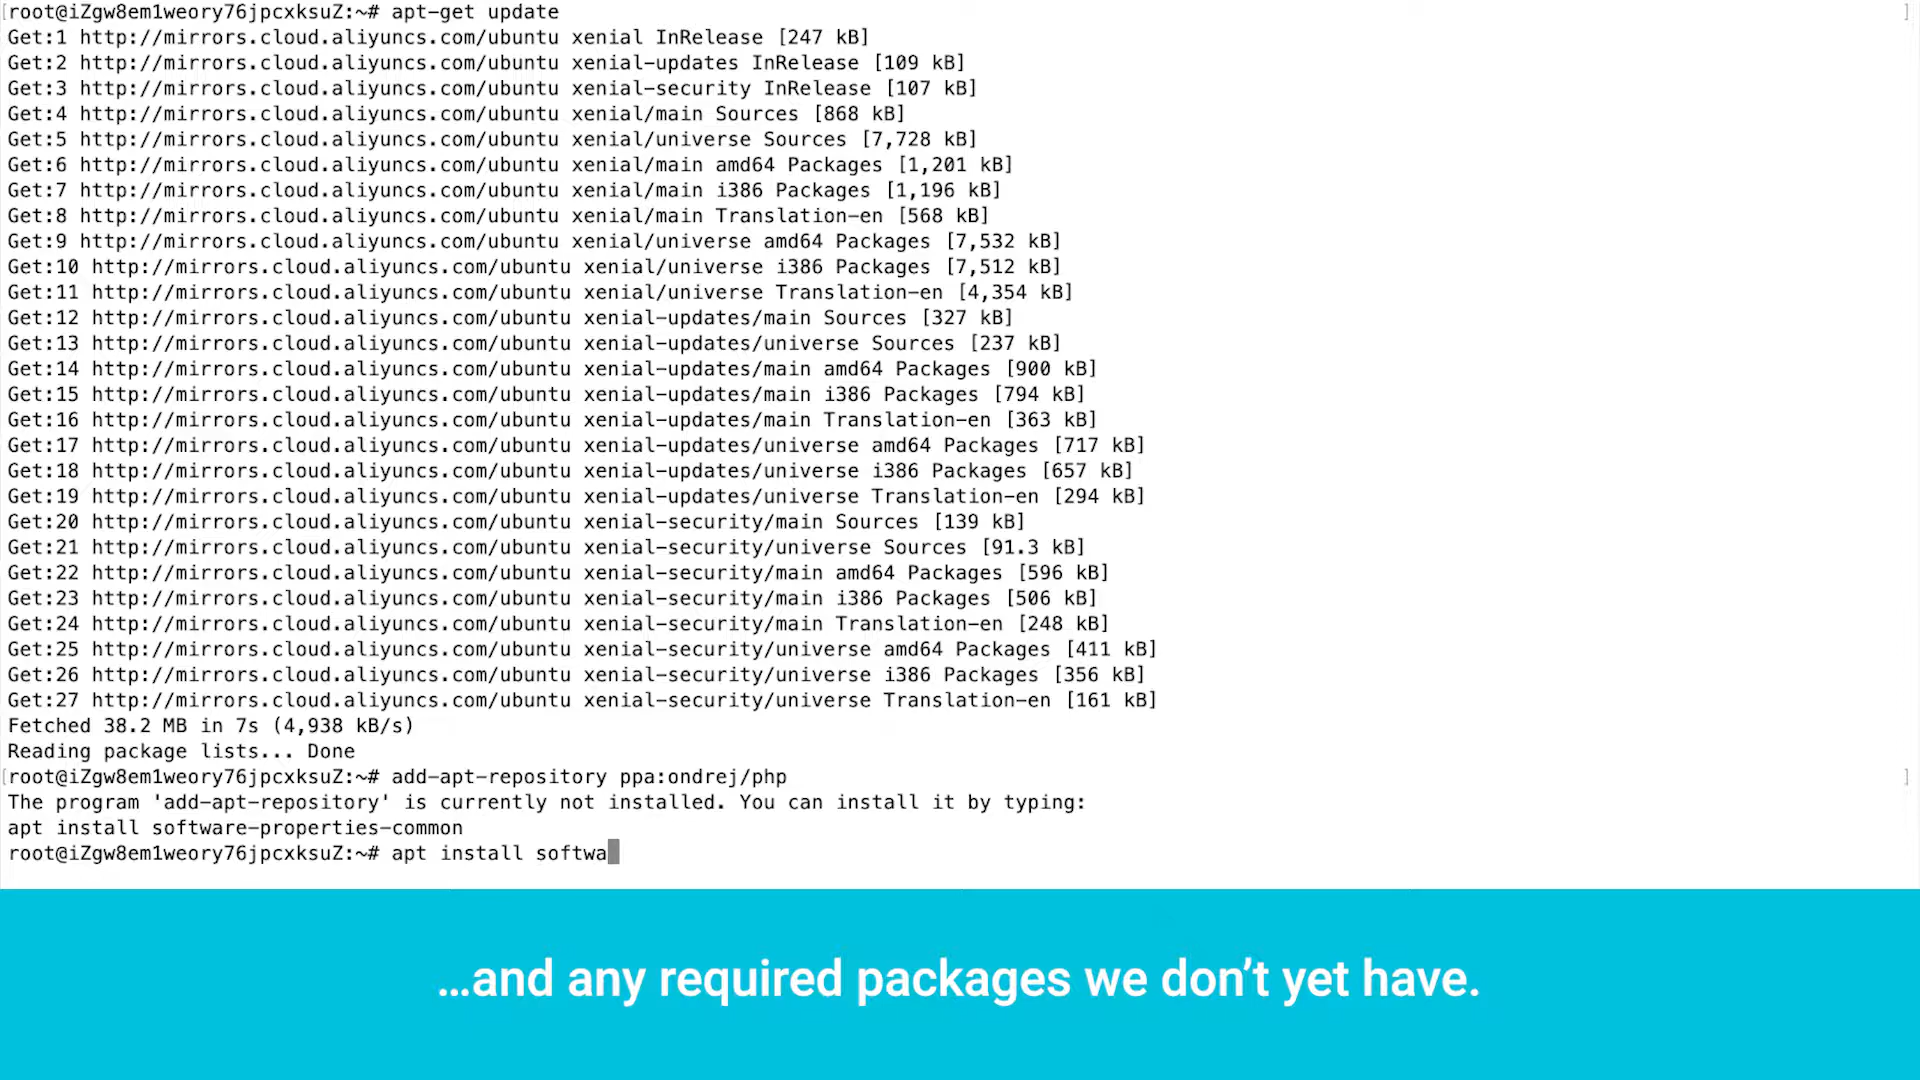 [root@iZgw8em1weory76jpcxksuZ:~# apt-get update ]
Get:1 http://mirrors.cloud.aliyuncs.com/ubuntu xenial InRelease [247 kB]
Get:2 http://mirrors.cloud.aliyuncs.com/ubuntu xenial-updates InRelease [109 kB]
Get:3 http://mirrors.cloud.aliyuncs.com/ubuntu xenial-security InRelease [107 kB]
Get:4 http://mirrors.cloud.aliyuncs.com/ubuntu xenial/main Sources [868 kB]
Get:5 http://mirrors.cloud.aliyuncs.com/ubuntu xenial/universe Sources [7,728 kB]
Get:6 http://mirrors.cloud.aliyuncs.com/ubuntu xenial/main amd64 Packages [1,201 kB]
Get:7 http://mirrors.cloud.aliyuncs.com/ubuntu xenial/main i386 Packages [1,196 kB]
Get:8 http://mirrors.cloud.aliyuncs.com/ubuntu xenial/main Translation-en [568 kB]
Get:9 http://mirrors.cloud.aliyuncs.com/ubuntu xenial/universe amd64 Packages [7,532 kB]
Get:10 http://mirrors.cloud.aliyuncs.com/ubuntu xenial/universe i386 Packages [7,512 kB]
Get:11 http://mirrors.cloud.aliyuncs.com/ubuntu xenial/universe Translation-en [4,354 kB]
Get:12 http://mirrors.cloud.aliyuncs.com/ubuntu xenial-updates/main Sources [327 kB]
Get:13 http://mirrors.cloud.aliyuncs.com/ubuntu xenial-updates/universe Sources [237 kB]
Get:14 http://mirrors.cloud.aliyuncs.com/ubuntu xenial-updates/main amd64 Packages [900 kB]
Get:15 http://mirrors.cloud.aliyuncs.com/ubuntu xenial-updates/main i386 Packages [794 kB]
Get:16 http://mirrors.cloud.aliyuncs.com/ubuntu xenial-updates/main Translation-en [363 kB]
Get:17 http://mirrors.cloud.aliyuncs.com/ubuntu xenial-updates/universe amd64 Packages [717 kB]
Get:18 http://mirrors.cloud.aliyuncs.com/ubuntu xenial-updates/universe i386 Packages [657 kB]
Get:19 http://mirrors.cloud.aliyuncs.com/ubuntu xenial-updates/universe Translation-en [294 kB]
Get:20 http://mirrors.cloud.aliyuncs.com/ubuntu xenial-security/main Sources [139 kB]
Get:21 http://mirrors.cloud.aliyuncs.com/ubuntu xenial-security/universe Sources [91.3 kB]
Get:22 http://mirrors.cloud.aliyuncs.com/ubuntu xenial-security/main amd64 Packages [596 kB]
Get:23 http://mirrors.cloud.aliyuncs.com/ubuntu xenial-security/main i386 Packages [506 kB]
Get:24 http://mirrors.cloud.aliyuncs.com/ubuntu xenial-security/main Translation-en [248 kB]
Get:25 http://mirrors.cloud.aliyuncs.com/ubuntu xenial-security/universe amd64 Packages [411 kB]
Get:26 http://mirrors.cloud.aliyuncs.com/ubuntu xenial-security/universe i386 Packages [356 kB]
Get:27 http://mirrors.cloud.aliyuncs.com/ubuntu xenial-security/universe Translation-en [161 kB]
Fetched 38.2 MB in 7s (4,938 kB/s)
Reading package lists... Done
[root@iZgw8em1weory76jpcxksuZ:~# add-apt-repository ppa:ondrej/php ]
The program 'add-apt-repository' is currently not installed. You can install it by typing:
apt install software-properties-common
root@iZgw8em1weory76jpcxksuZ:~# apt install softwa
…and any required packages we don’t yet have.